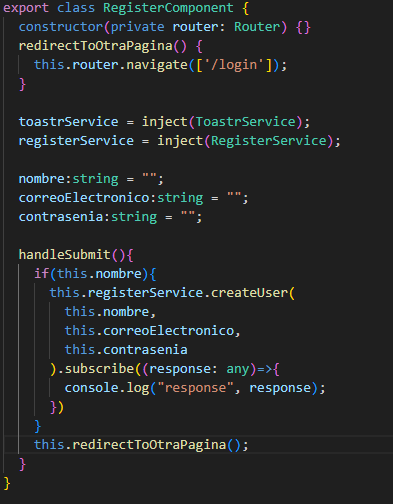 export class RegisterComponent {
constructor(private router: Router) {}
redirectToOtraPagina() {
this.router.navigate(['/login']);
}
toastrService = inject(ToastrService);
registerService = inject(RegisterService);
nombre:string = "";
correoElectronico:string = "";
contrasenia:string = "";
handleSubmit(){
if(this.nombre){
this.registerService.createUser(
this.nombre,
this.correoElectronico,
this.contrasenia
).subscribe((response: any)=>{
console.log("response", response);
})
}
this.redirectToOtraPagina();
}
}